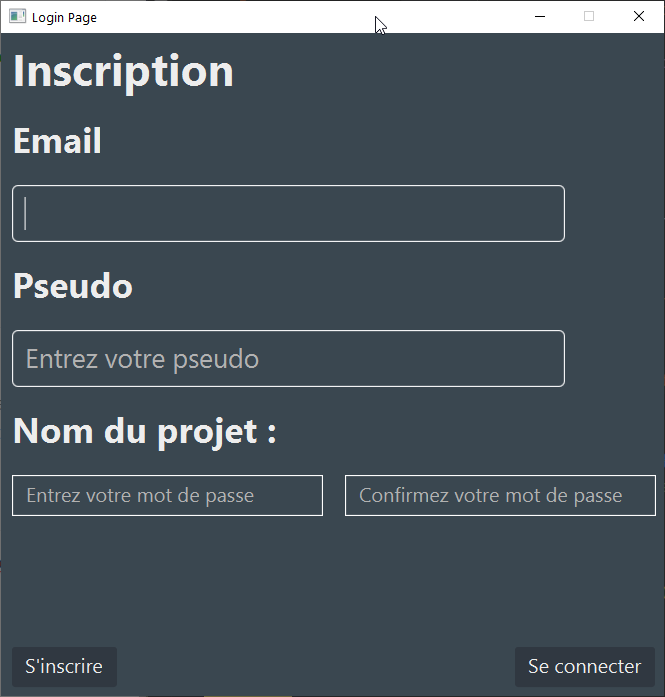 Login Page
Inscription
Email
Pseudo
Entrez votre pseudo
Nom du projet :
Entrez votre mot de passe
Confirmez votre mot de passe
S'inscrire
Se connecter